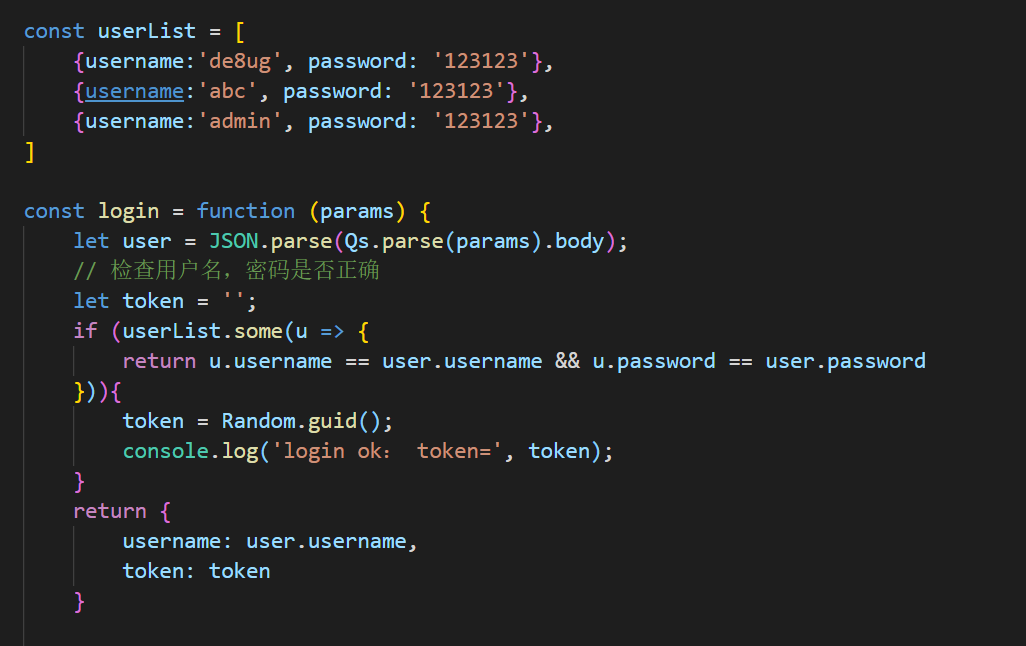 const userList = [
    {username:'de8ug', password: '123123'},
    {username:'abc', password: '123123'},
    {username:'admin', password: '123123'},
]
const login = function (params) {
    let user = JSON.parse(Qs.parse(params).body);
    // 检查用户名，密码是否正确
    let token = '';
    if (userList.some(u => {
        return u.username == user.username && u.password == user.password
    })){
        token = Random.guid();
        console.log('login ok： token=', token);
    }
    return {
        username: user.username,
        token: token
    }